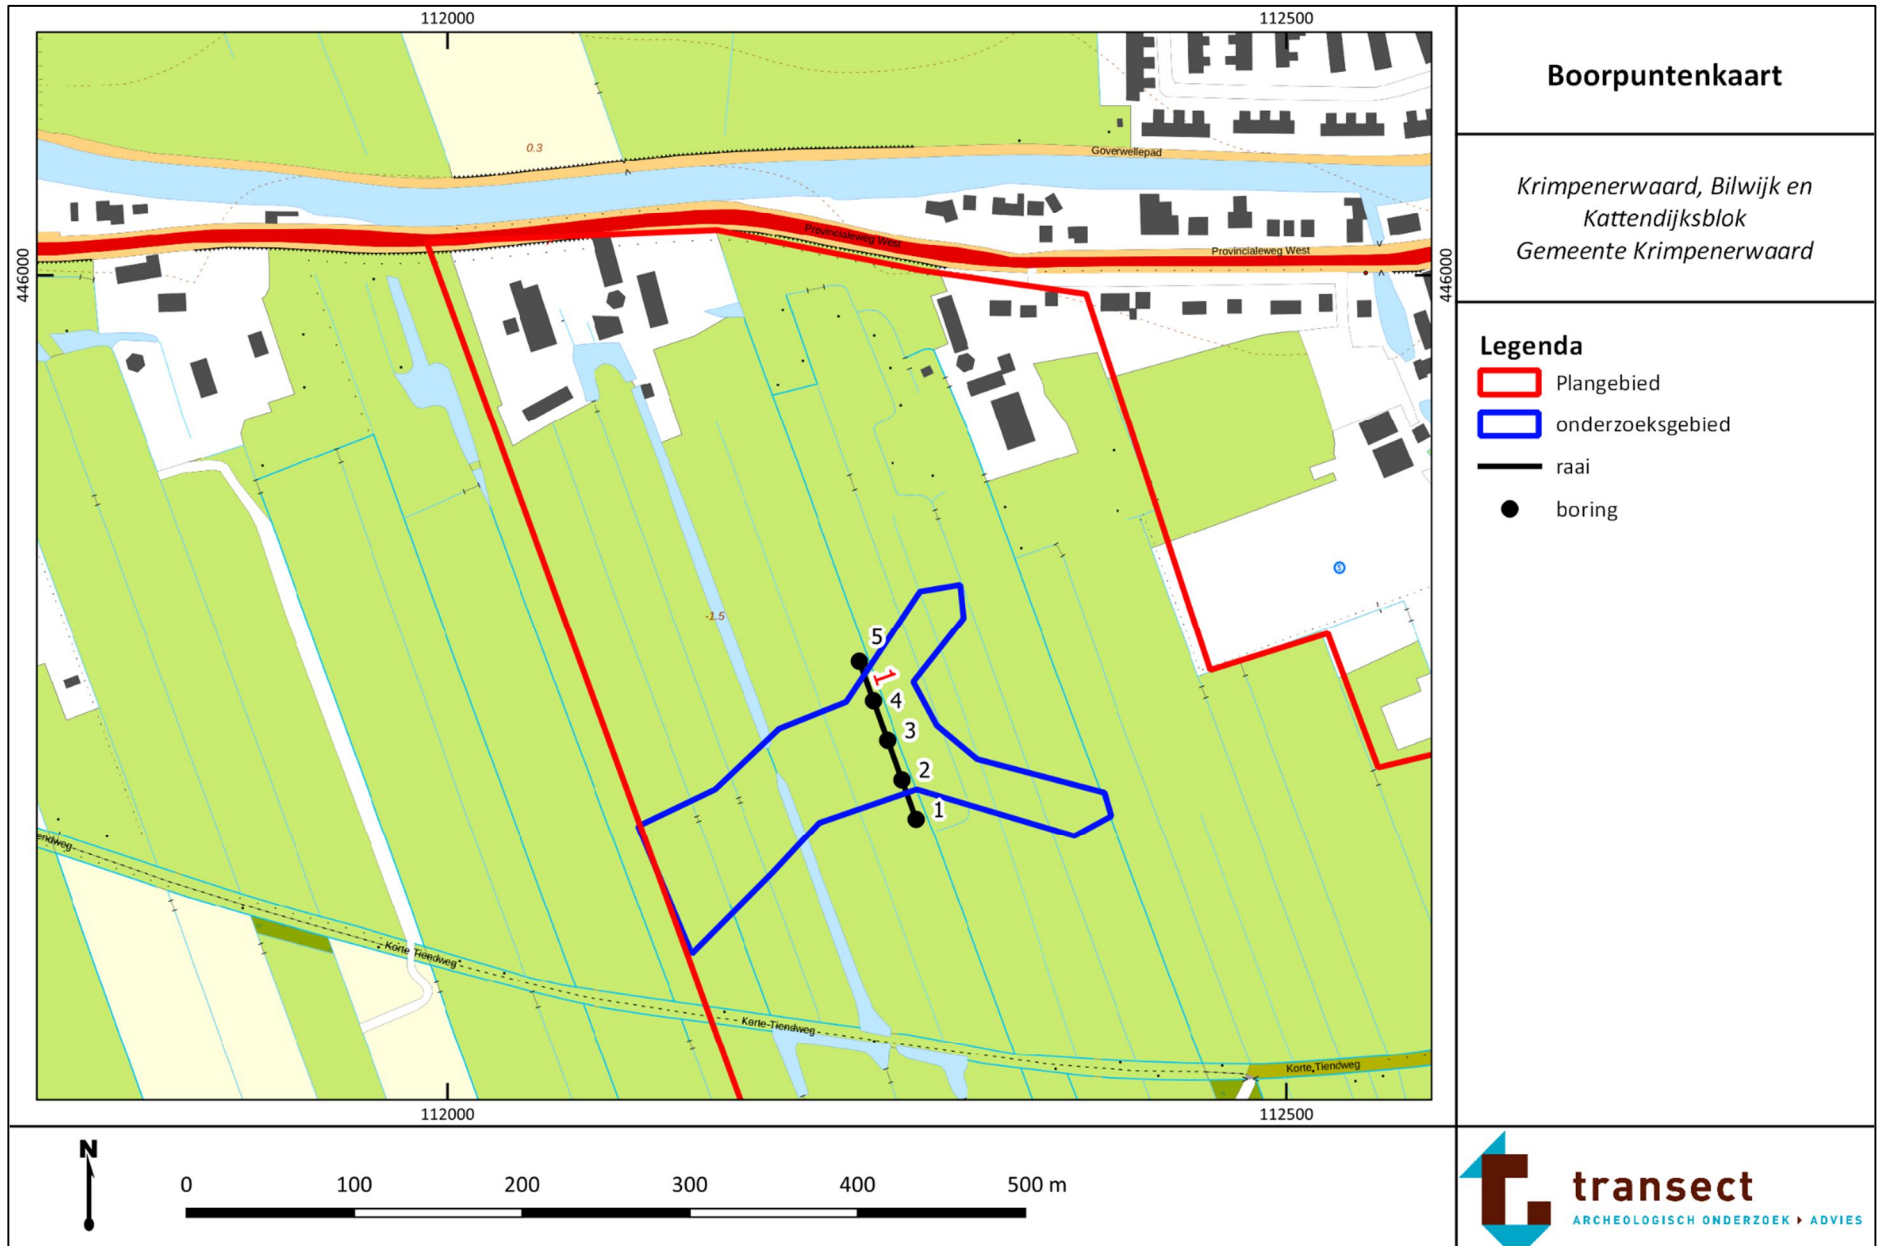 112000
112500
446000
446000
0.3
Goverwellepad
Provincialeweg West
Provincialeweg West
-1.5
S
5
1
4
3
2
1
endweg
Korte Tiendweg
Korte-Tiendweg
Korte Tiendweg
112000
112500
Boorpuntenkaart
Krimpenerwaard, Bilwijk en
Kattendijksblok
Gemeente Krimpenerwaard
Legenda
Plangebied
onderzoeksgebied
raai
boring
N
0 100 200 300 400 500 m
transect
ARCHEOLOGISCH ONDERZOEK ADVIES